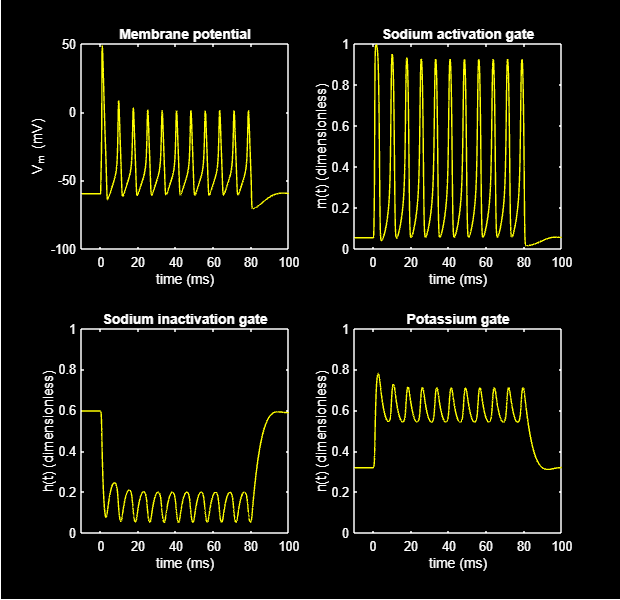 Membrane potential
50
0
-50
-100
V_m (mV)
0 20 40 60 80 100
time (ms)
Sodium activation gate
1
0.8
0.6
0.4
0.2
0
m(t) (dimensionless)
0 20 40 60 80 100
time (ms)
Sodium inactivation gate
1
0.8
0.6
0.4
0.2
0
h(t) (dimensionless)
0 20 40 60 80 100
time (ms)
Potassium gate
1
0.8
0.6
0.4
0.2
0
n(t) (dimensionless)
0 20 40 60 80 100
time (ms)